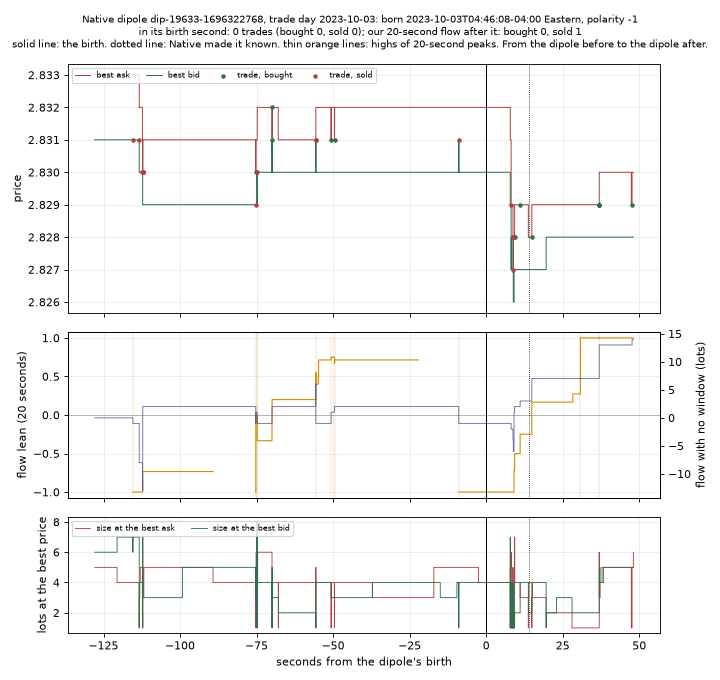 Native dipole dip-19633-1696322768, trade day 2023-10-03: born 2023-10-03T04:46:08-04:00 Eastern, polarity -1
in its birth second: 0 trades (bought 0, sold 0); our 20-second flow after it: bought 0, sold 1
solid line: the birth. dotted line: Native made it known. thin orange lines: highs of 20-second peaks. From the dipole before to the dipole after.
best ask
best bid
trade, bought
trade, sold
2.833
2.832
2.831
2.830
2.829
2.828
2.827
2.826
price
1.0
0.5
0.0
−0.5
−1.0
flow lean (20 seconds)
15
10
5
0
−5
−10
flow with no window (lots)
size at the best ask
size at the best bid
8
6
4
2
lots at the best price
−125
−100
−75
−50
−25
0
25
50
seconds from the dipole's birth